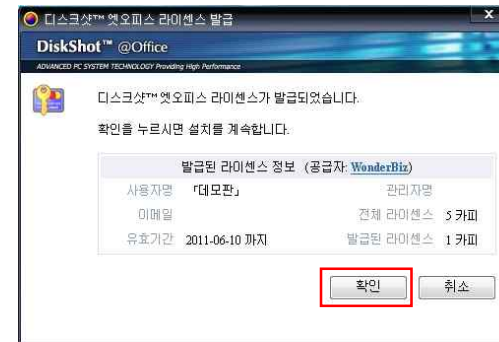 디스크샷™ 엣오피스 라이센스 발급
DiskShot™ @Office
ADVANCED PC SYSTEM TECHNOLOGY Providing High Performance
디스크샷™ 엣오피스 라이센스가 발급되었습니다.
확인을 누르시면 설치를 계속합니다.
발급된 라이센스 정보 (공급자: WonderBiz)
사용자명 「데모판」 관리자명
이메일 전체 라이센스 5 카피
유효기간 2011-06-10 까지 발급된 라이센스 1 카피
확인 취소